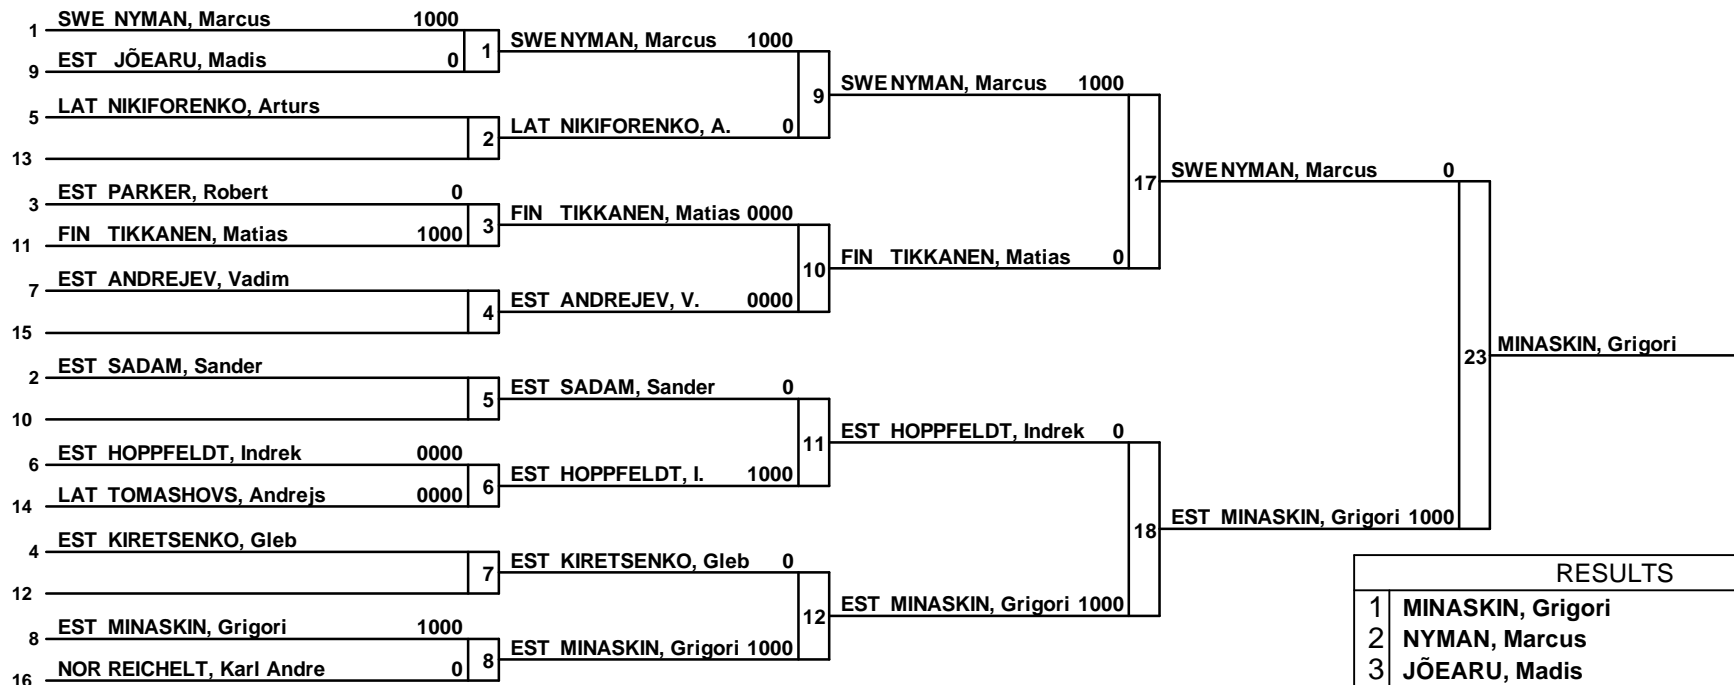 1 SWE NYMAN, Marcus 1000
9 EST JÕEARU, Madis 0
1
5 LAT NIKIFORENKO, Arturs
13
2
3 EST PARKER, Robert 0
11 FIN TIKKANEN, Matias 1000
3
7 EST ANDREJEV, Vadim
15
4
2 EST SADAM, Sander
10
5
6 EST HOPPFELDT, Indrek 0000
14 LAT TOMASHOVS, Andrejs 0000
6
4 EST KIRETSENKO, Gleb
12
7
8 EST MINASKIN, Grigori 1000
16 NOR REICHELT, Karl Andre 0
8
SWE NYMAN, Marcus 1000
LAT NIKIFORENKO, A. 0
9
FIN TIKKANEN, Matias 0000
EST ANDREJEV, V. 0000
10
EST SADAM, Sander 0
EST HOPPFELDT, I. 1000
11
EST KIRETSENKO, Gleb 0
EST MINASKIN, Grigori 1000
12
SWE NYMAN, Marcus 1000
FIN TIKKANEN, Matias 0
17
EST HOPPFELDT, Indrek 0
EST MINASKIN, Grigori 1000
18
SWE NYMAN, Marcus 0
EST MINASKIN, Grigori 1000
23
MINASKIN, Grigori
RESULTS
1 MINASKIN, Grigori
2 NYMAN, Marcus
3 JÕEARU, Madis